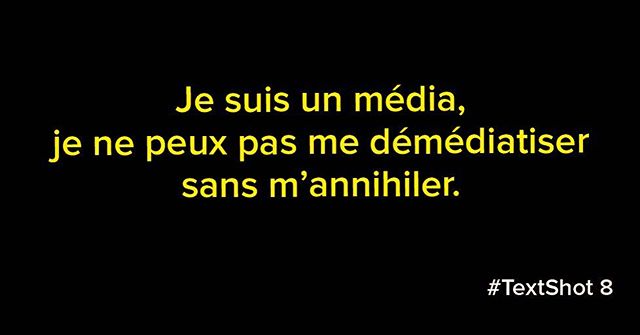 Je suis un média,
je ne peux pas me démédiatiser
sans m’annihiler.
#TextShot 8